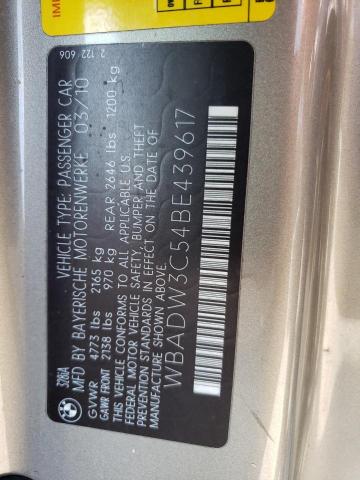 2 122 606
VEHICLE TYPE: PASSENGER CAR
MFD BY BAYERISCHE MOTORENWERKE 03/10
328iA
GVWR 4773 lbs 2165 kg
GAWR FRONT 2138 lbs 970 kg REAR 2646 lbs 1200 kg
THIS VEHICLE CONFORMS TO ALL APPLICABLE U.S.
FEDERAL MOTOR VEHICLE SAFETY, BUMPER AND THEFT
PREVENTION STANDARDS IN EFFECT ON THE DATE OF
MANUFACTURE SHOWN ABOVE.
WBADW3C54BE439617